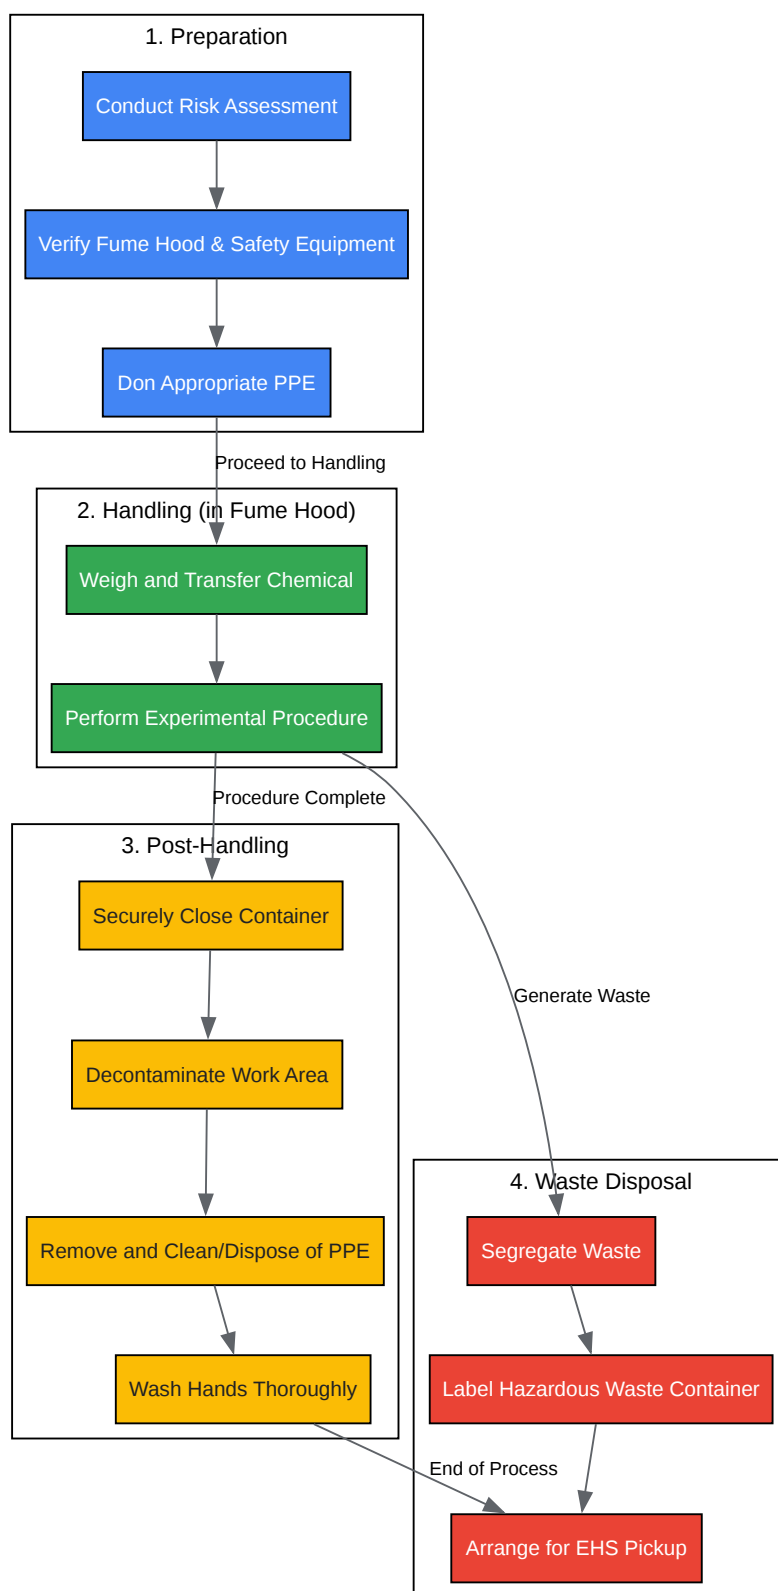 1. Preparation
Conduct Risk Assessment
Verify Fume Hood & Safety Equipment
Don Appropriate PPE
Proceed to Handling
2. Handling (in Fume Hood)
Weigh and Transfer Chemical
Perform Experimental Procedure
Procedure Complete
3. Post-Handling
Securely Close Container
Generate Waste
Decontaminate Work Area
4. Waste Disposal
Remove and Clean/Dispose of PPE
Segregate Waste
Wash Hands Thoroughly
Label Hazardous Waste Container
End of Process
Arrange for EHS Pickup